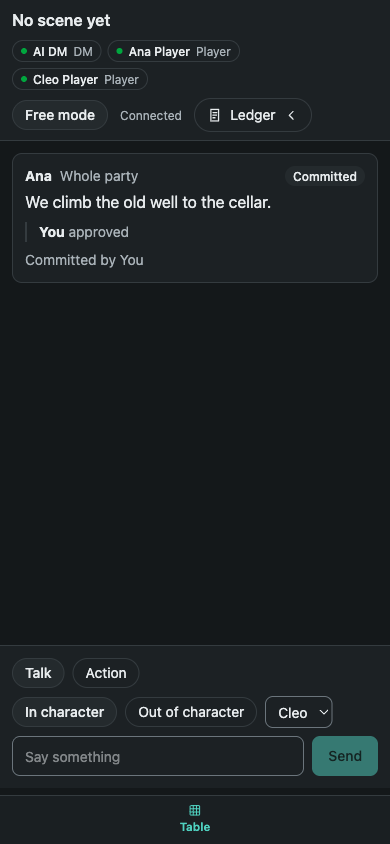 No scene yet
AI DM DM
Ana Player Player
Cleo Player Player
Free mode Connected Ledger
Ana Whole party Committed
We climb the old well to the cellar.
You approved
Committed by You
Talk Action
In character Out of character Cleo
Say something Send
Table